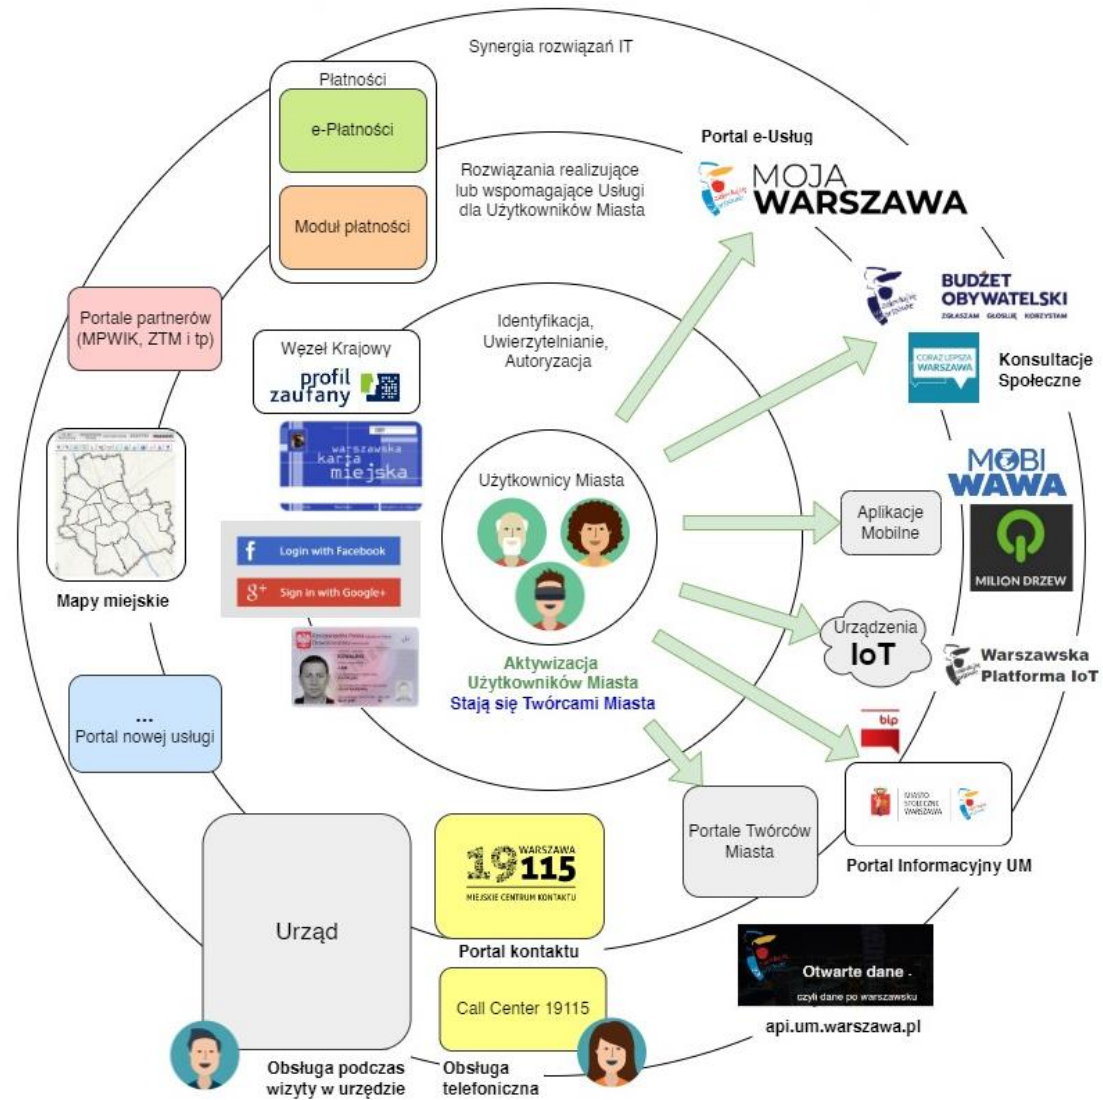 Synergia rozwiązań IT
Płatności
e-Płatności
Moduł płatności
Rozwiązania realizujące
lub wspomagające Usługi
dla Użytkowników Miasta
Portal e-Usług
MOJA
WARSZAWA
BUDŻET
OBYWATELSKI
ZGŁASZAM GŁOSUJĘ KORZYSTAM
CORAZ LEPSZA
WARSZAWA
Konsultacje
Społeczne
Portale partnerów
(MPWIK, ZTM i tp)
Identyfikacja,
Uwierzytelnianie,
Autoryzacja
Węzeł Krajowy
profil
zaufany
warszawska
karta
miejska
Login with Facebook
g+ Sign in with Google+
Mapy miejskie
Użytkownicy Miasta
Aktywizacja
Użytkowników Miasta
Stają się Twórcami Miasta
Aplikacje
Mobilne
MOBI
WAWA
MILION DRZEW
Urządzenia
IoT
Warszawska
Platforma IoT
bip
MIASTO
SPOŁECZNE
WARSZAWA
Portal Informacyjny UM
...
Portal nowej usługi
Portale Twórców
Miasta
Urząd
WARSZAWA
19115
MIEJSKIE CENTRUM KONTAKTU
Portal kontaktu
Call Center 19115
Otwarte dane
czyli dane po warszawsku
api.um.warszawa.pl
Obsługa podczas
wizyty w urzędzie
Obsługa
telefoniczna